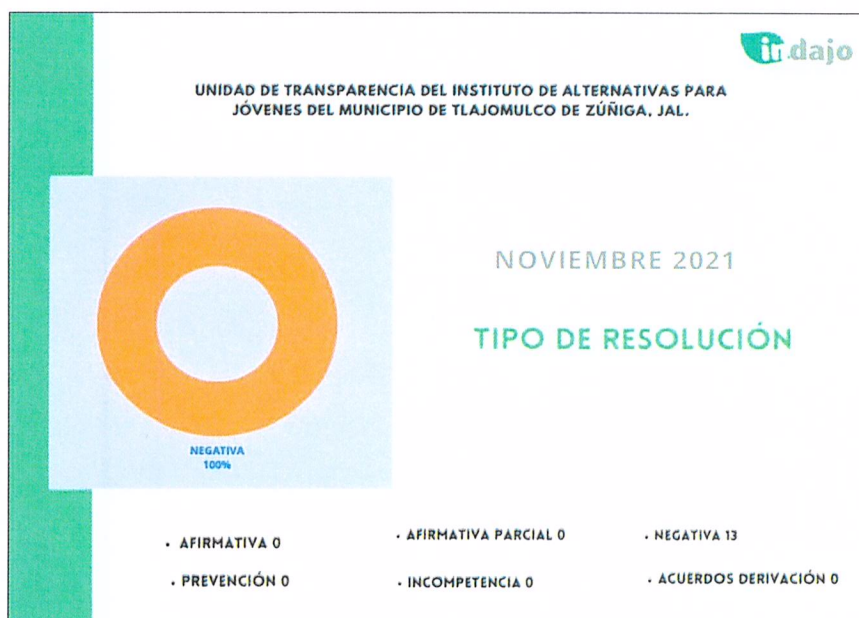 indajo
UNIDAD DE TRANSPARENCIA DEL INSTITUTO DE ALTERNATIVAS PARA
JÓVENES DEL MUNICIPIO DE TLAJOMULCO DE ZÚÑIGA, JAL.
NOVIEMBRE 2021
TIPO DE RESOLUCIÓN
NEGATIVA
100%
• AFIRMATIVA 0
• AFIRMATIVA PARCIAL 0
• NEGATIVA 13
• PREVENCIÓN 0
• INCOMPETENCIA 0
• ACUERDOS DERIVACIÓN 0